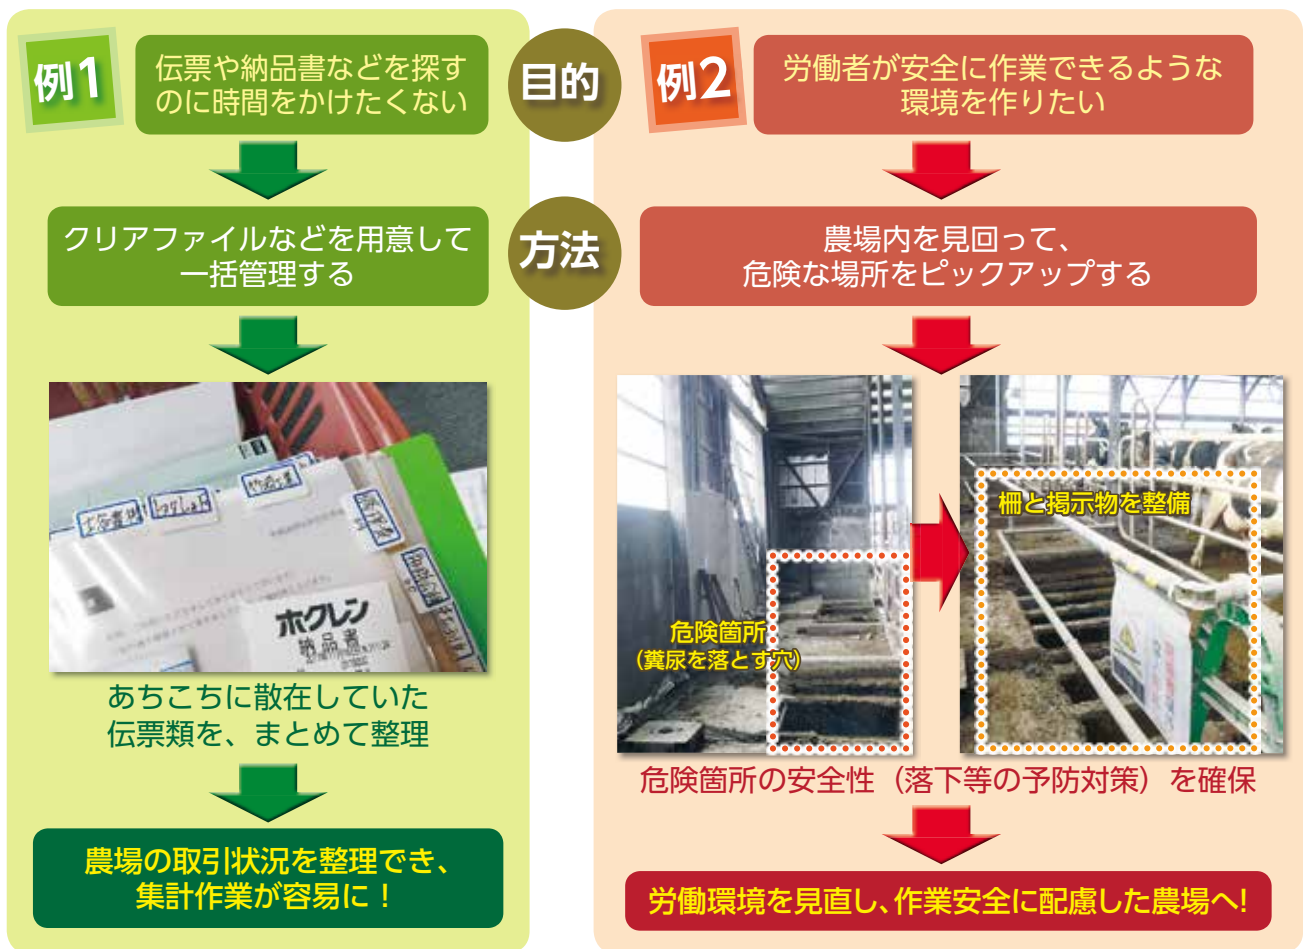 例1
伝票や納品書などを探す
のに時間をかけたくない
目的
例2
労働者が安全に作業できるような
環境を作りたい
クリアファイルなどを用意して
一括管理する
方法
農場内を見回って、
危険な場所をピックアップする
ホクレン
納品書
あちこちに散在していた
伝票類を、まとめて整理
農場の取引状況を整理でき、
集計作業が容易に！
危険箇所
（糞尿を落とす穴）
柵と掲示物を整備
危険箇所の安全性（落下等の予防対策）を確保
労働環境を見直し、作業安全に配慮した農場へ!